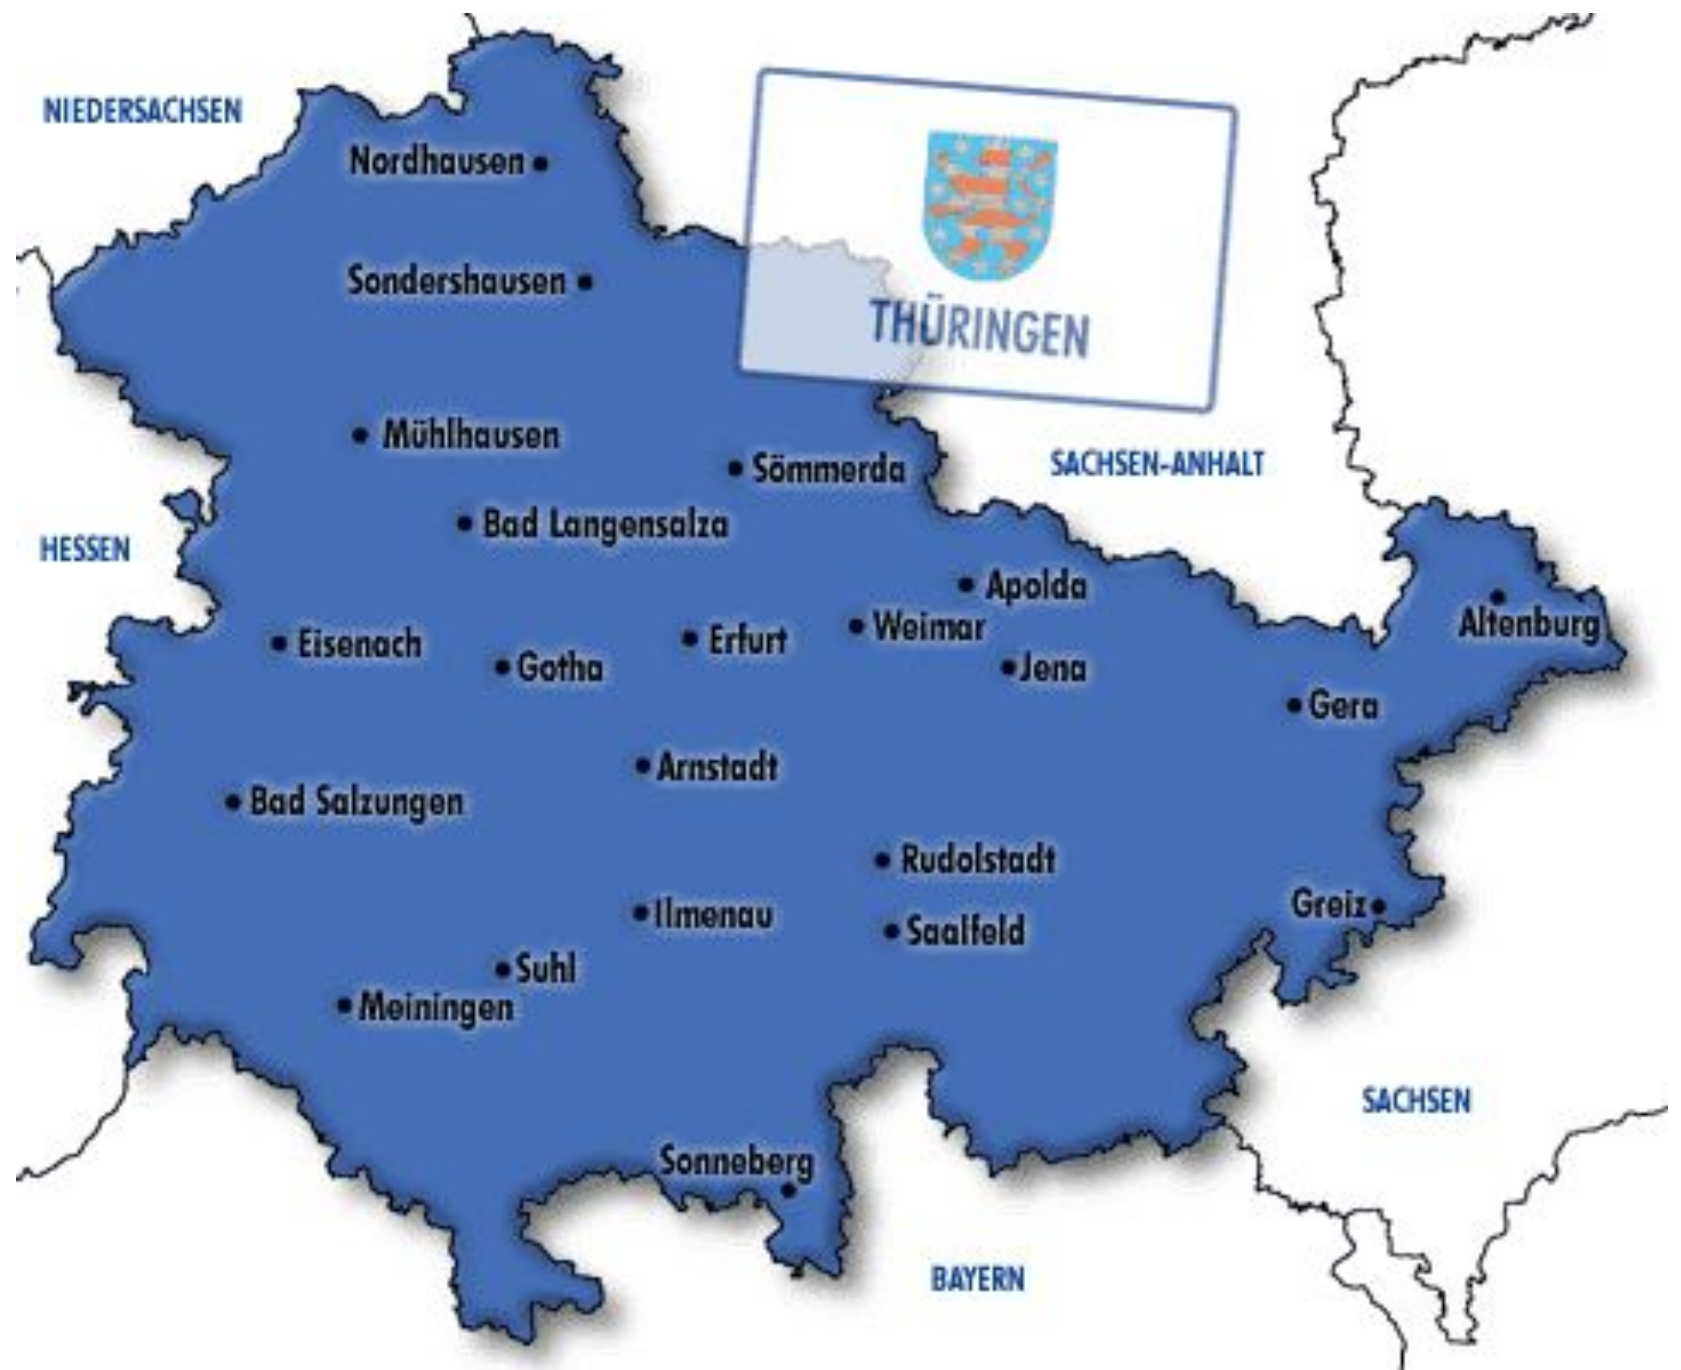 NIEDERSACHSEN
Nordhausen
Sondershausen
THÜRINGEN
Mühlhausen
Sömmerda
SACHSEN-ANHALT
Bad Langensalza
HESSEN
Apolda
Weimar
Altenburg
Eisenach
Erfurt
Gotha
Jena
Gera
Arnstadt
Bad Salzungen
Rudolstadt
Greiz
Ilmenau
Saalfeld
Suhl
Meiningen
SACHSEN
Sonneberg
BAYERN